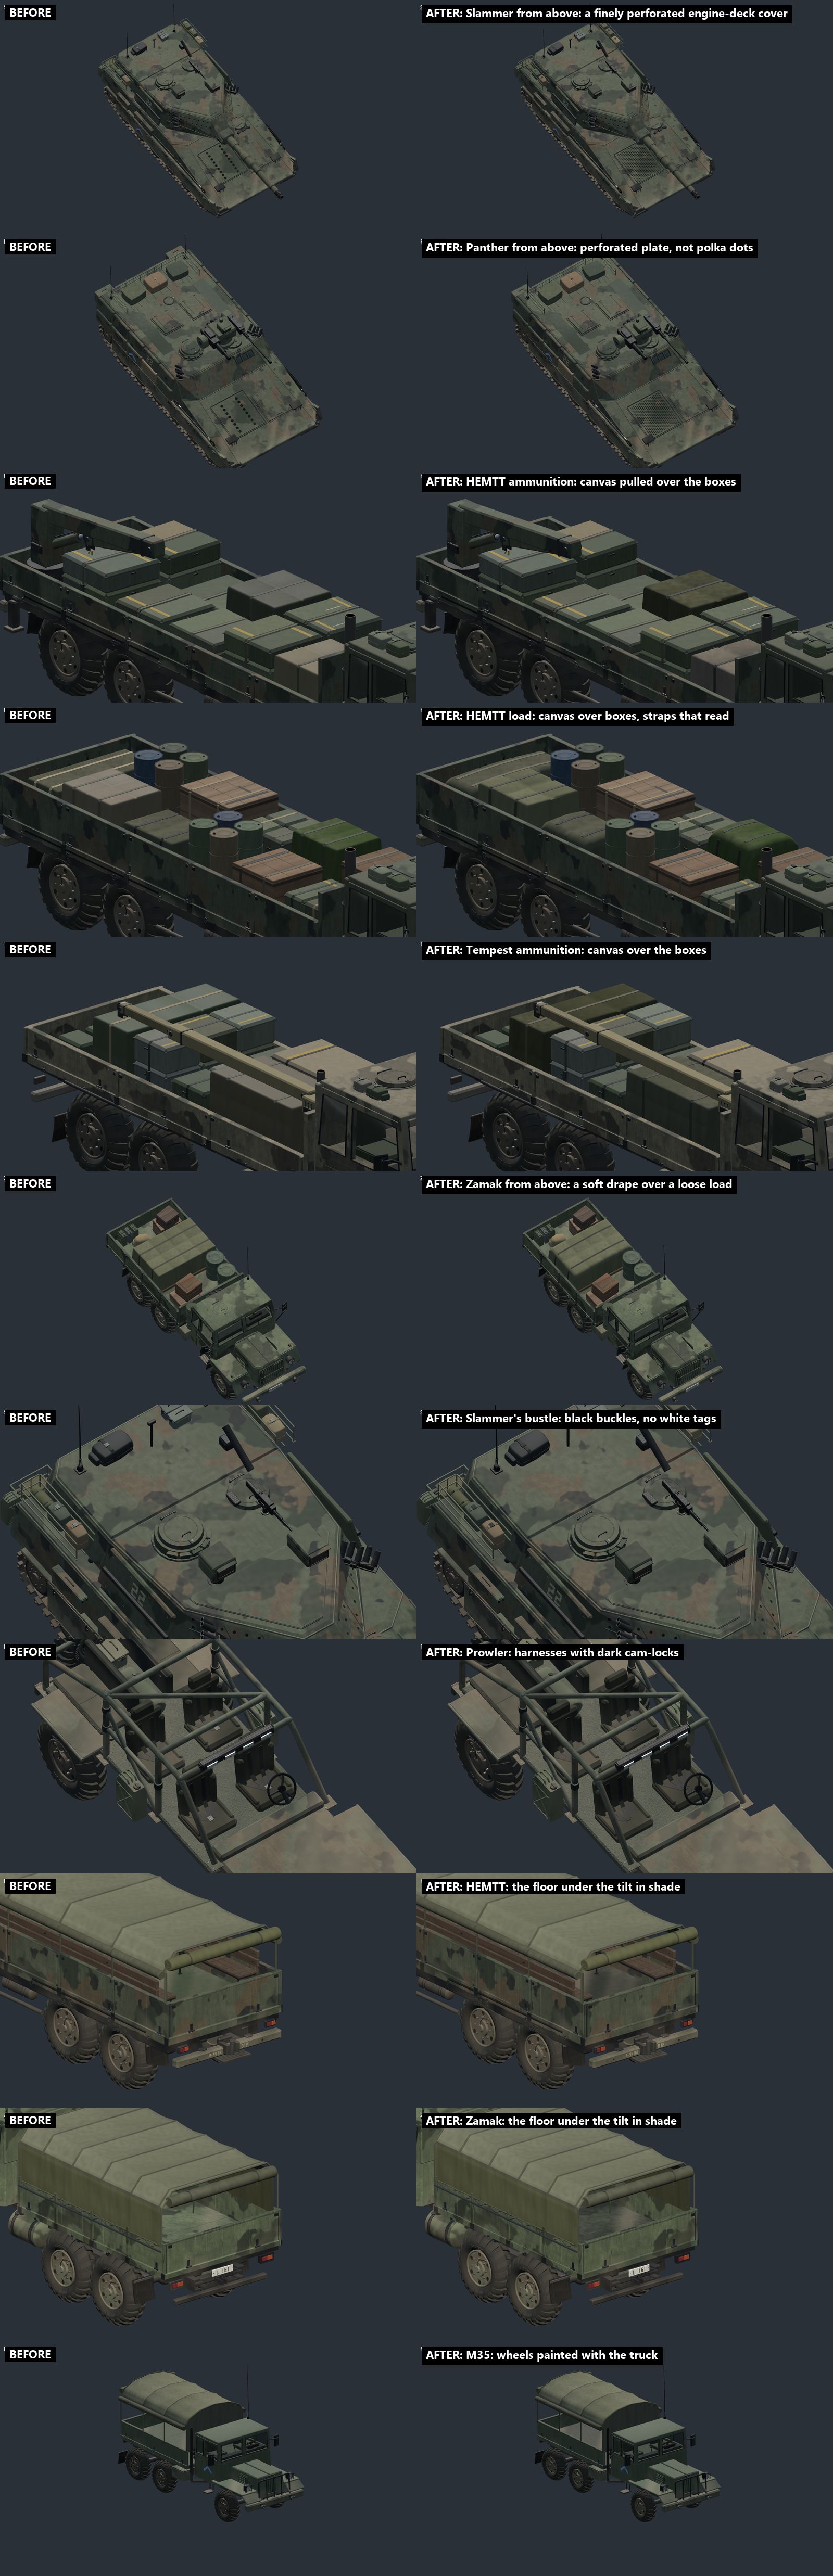 BEFORE
AFTER: Slammer from above: a finely perforated engine-deck cover
BEFORE
AFTER: Panther from above: perforated plate, not polka dots
BEFORE
AFTER: HEMTT ammunition: canvas pulled over the boxes
BEFORE
AFTER: HEMTT load: canvas over boxes, straps that read
BEFORE
AFTER: Tempest ammunition: canvas over the boxes
BEFORE
AFTER: Zamak from above: a soft drape over a loose load
BEFORE
AFTER: Slammer's bustle: black buckles, no white tags
BEFORE
AFTER: Prowler: harnesses with dark cam-locks
BEFORE
AFTER: HEMTT: the floor under the tilt in shade
BEFORE
AFTER: Zamak: the floor under the tilt in shade
BEFORE
AFTER: M35: wheels painted with the truck